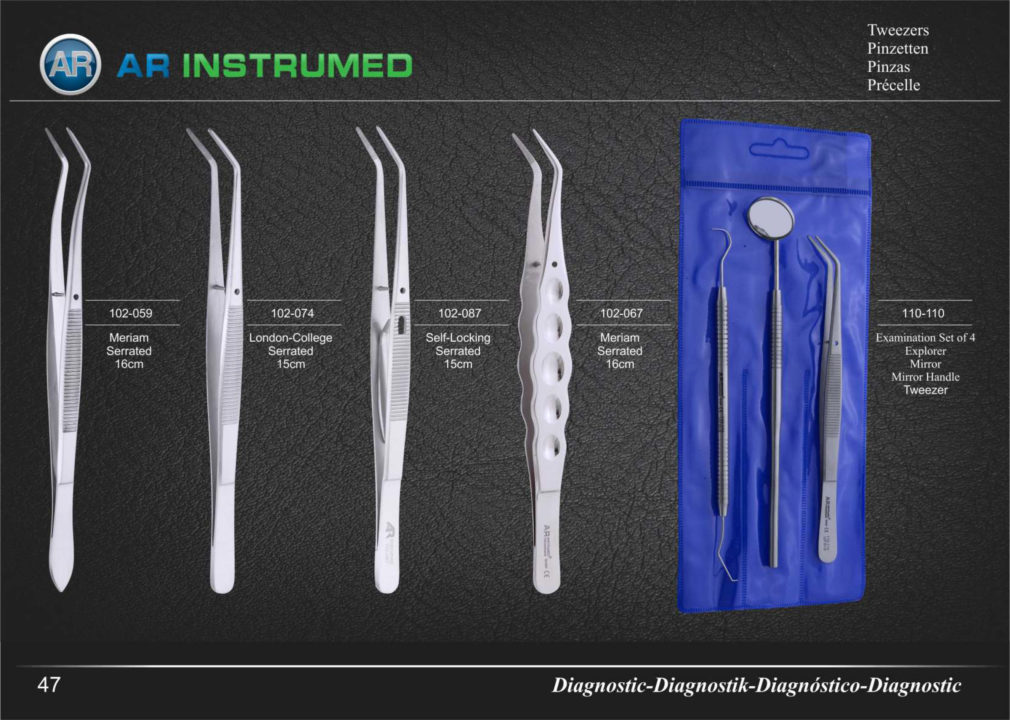 AR
AR INSTRUMED
Tweezers
Pinzetten
Pinzas
Précelle
102-059
Meriam
Serrated
16cm
102-074
London-College
Serrated
15cm
102-087
Self-Locking
Serrated
15cm
102-067
Meriam
Serrated
16cm
110-110
Examination Set of 4
Explorer
Mirror
Mirror Handle
Tweezer
47
Diagnostic-Diagnostik-Diagnóstico-Diagnostic